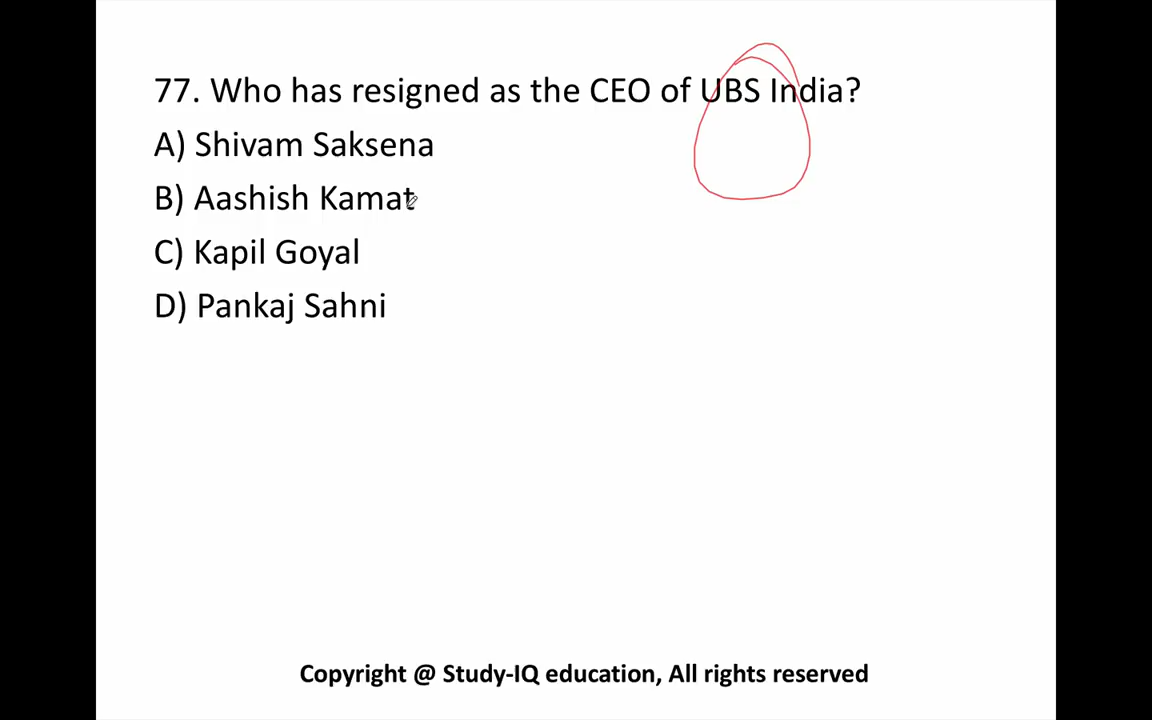 77. Who has resigned as the CEO of UBS India?
A) Shivam Saksena
B) Aashish Kamat
C) Kapil Goyal
D) Pankaj Sahni
Copyright @ Study-IQ education, All rights reserved